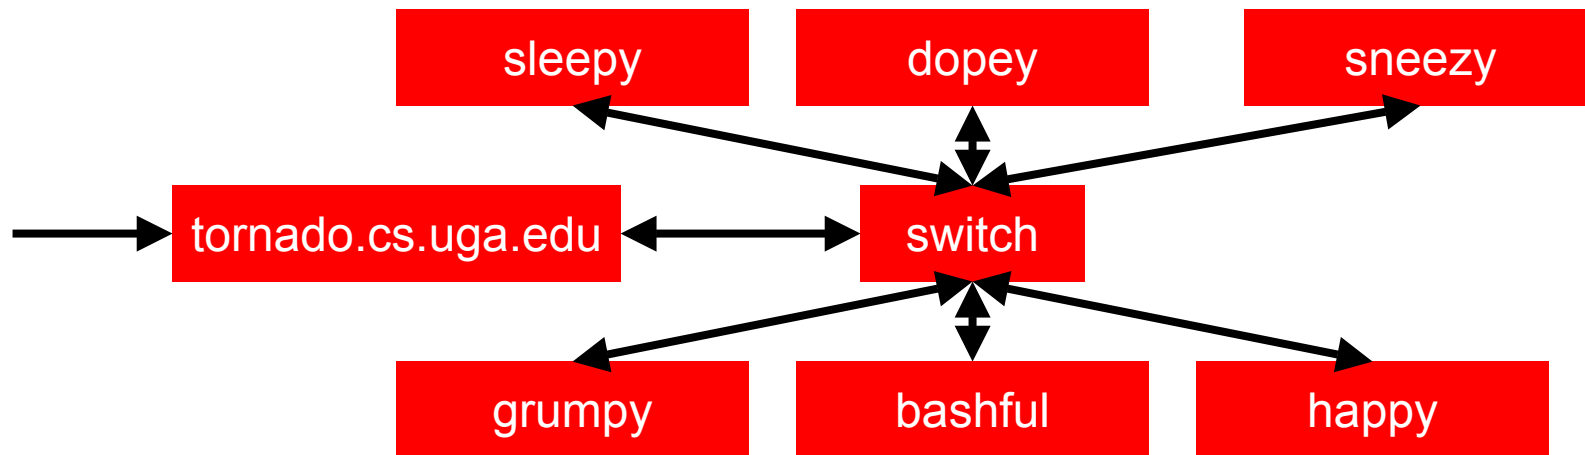 sleepy
dopey
sneezy
tornado.cs.uga.edu
switch
grumpy
bashful
happy